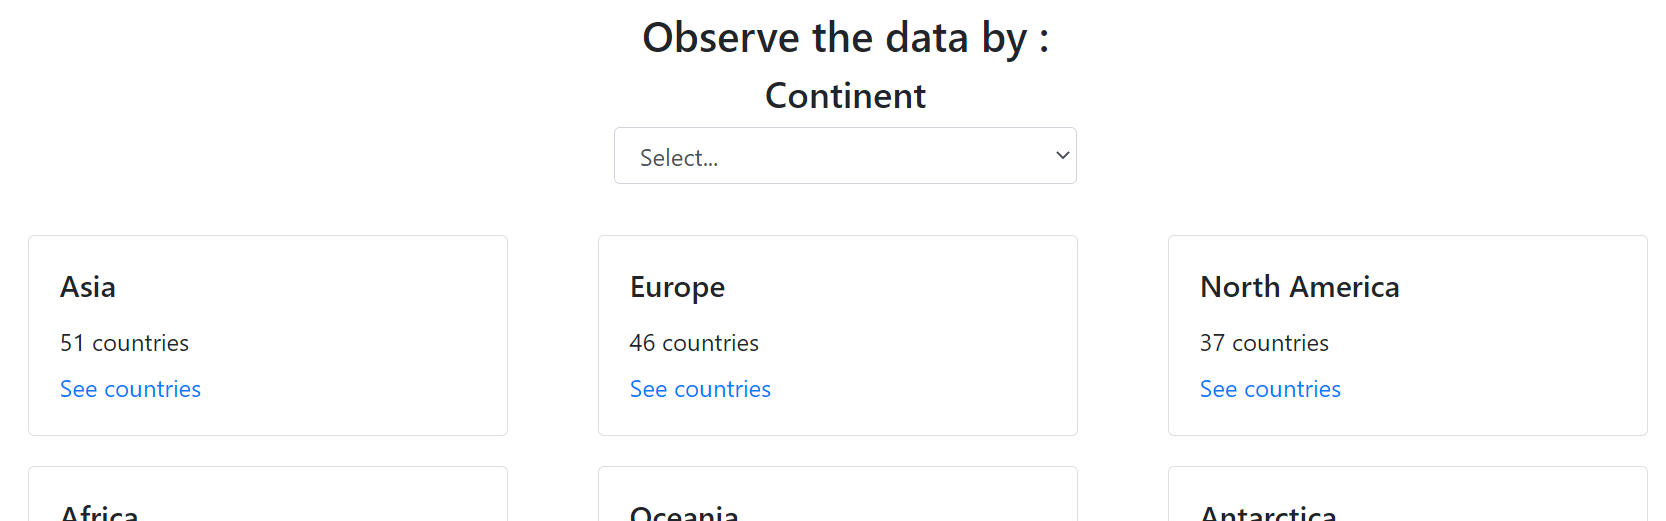 Observe the data by :
Continent
Select...
Asia
51 countries
See countries
Europe
46 countries
See countries
North America
37 countries
See countries
Africa
Oceania
Antarctica